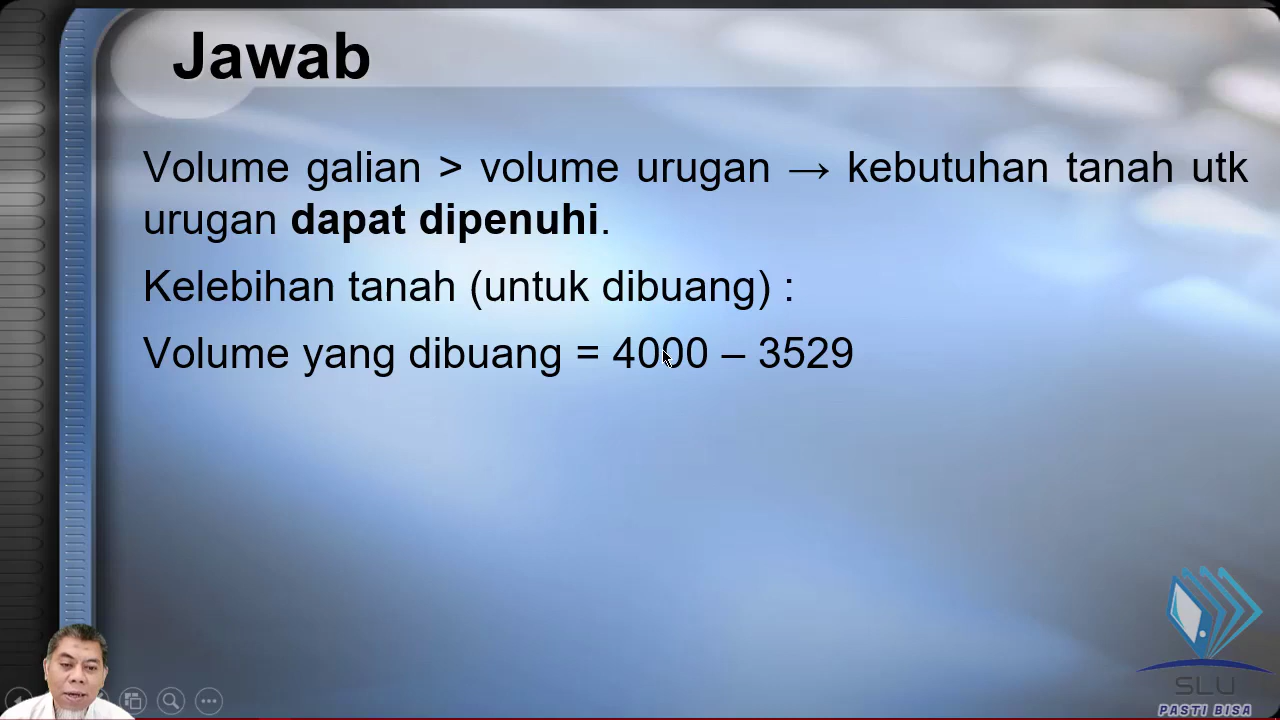 Jawab
Volume galian > volume urugan → kebutuhan tanah utk
urugan dapat dipenuhi.
Kelebihan tanah (untuk dibuang) :
Volume yang dibuang = 4000 – 3529
SLU
PASTI BISA